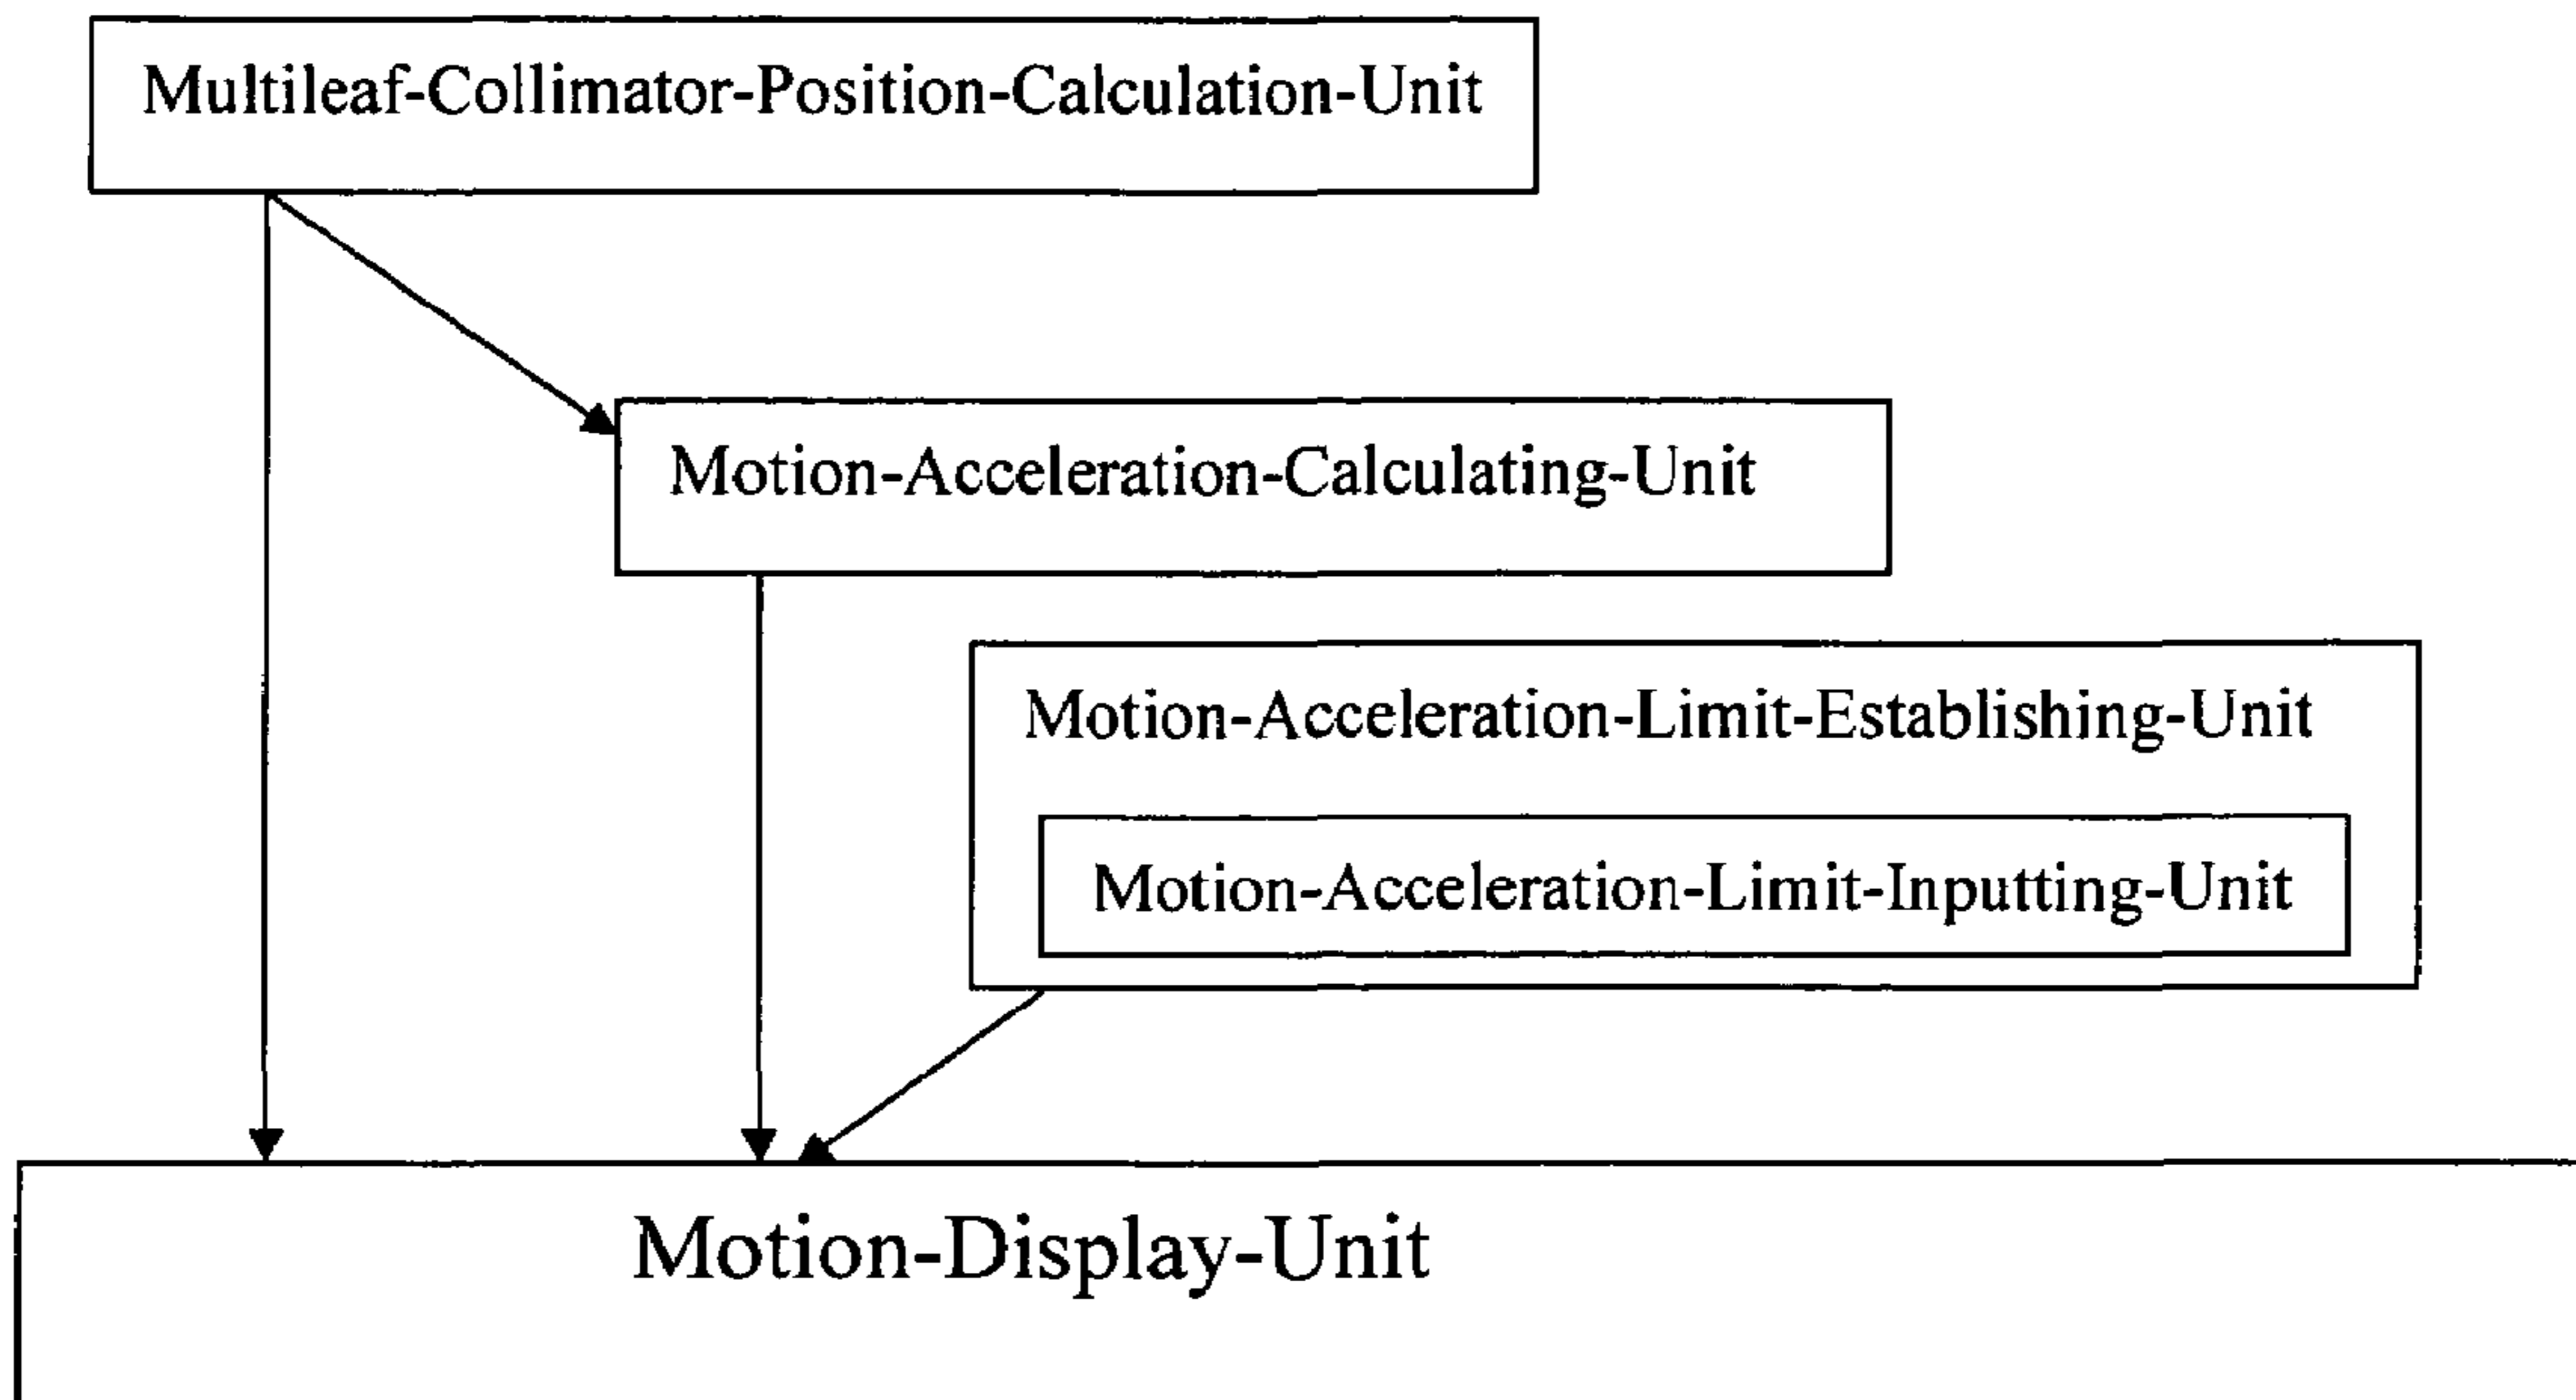 Multileaf-Collimator-Position-Calculation-Unit
Motion-Acceleration-Calculating-Unit
Motion-Acceleration-Limit-Establishing-Unit
Motion-Acceleration-Limit-Inputting-Unit
Motion-Display-Unit